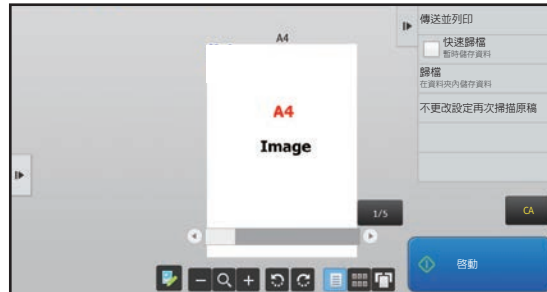 A4
A4
Image
1/5
傳送並列印
快速歸檔
暫時儲存資料
歸檔
在資料夾內儲存資料
不更改設定再次掃描原稿
CA
啓動